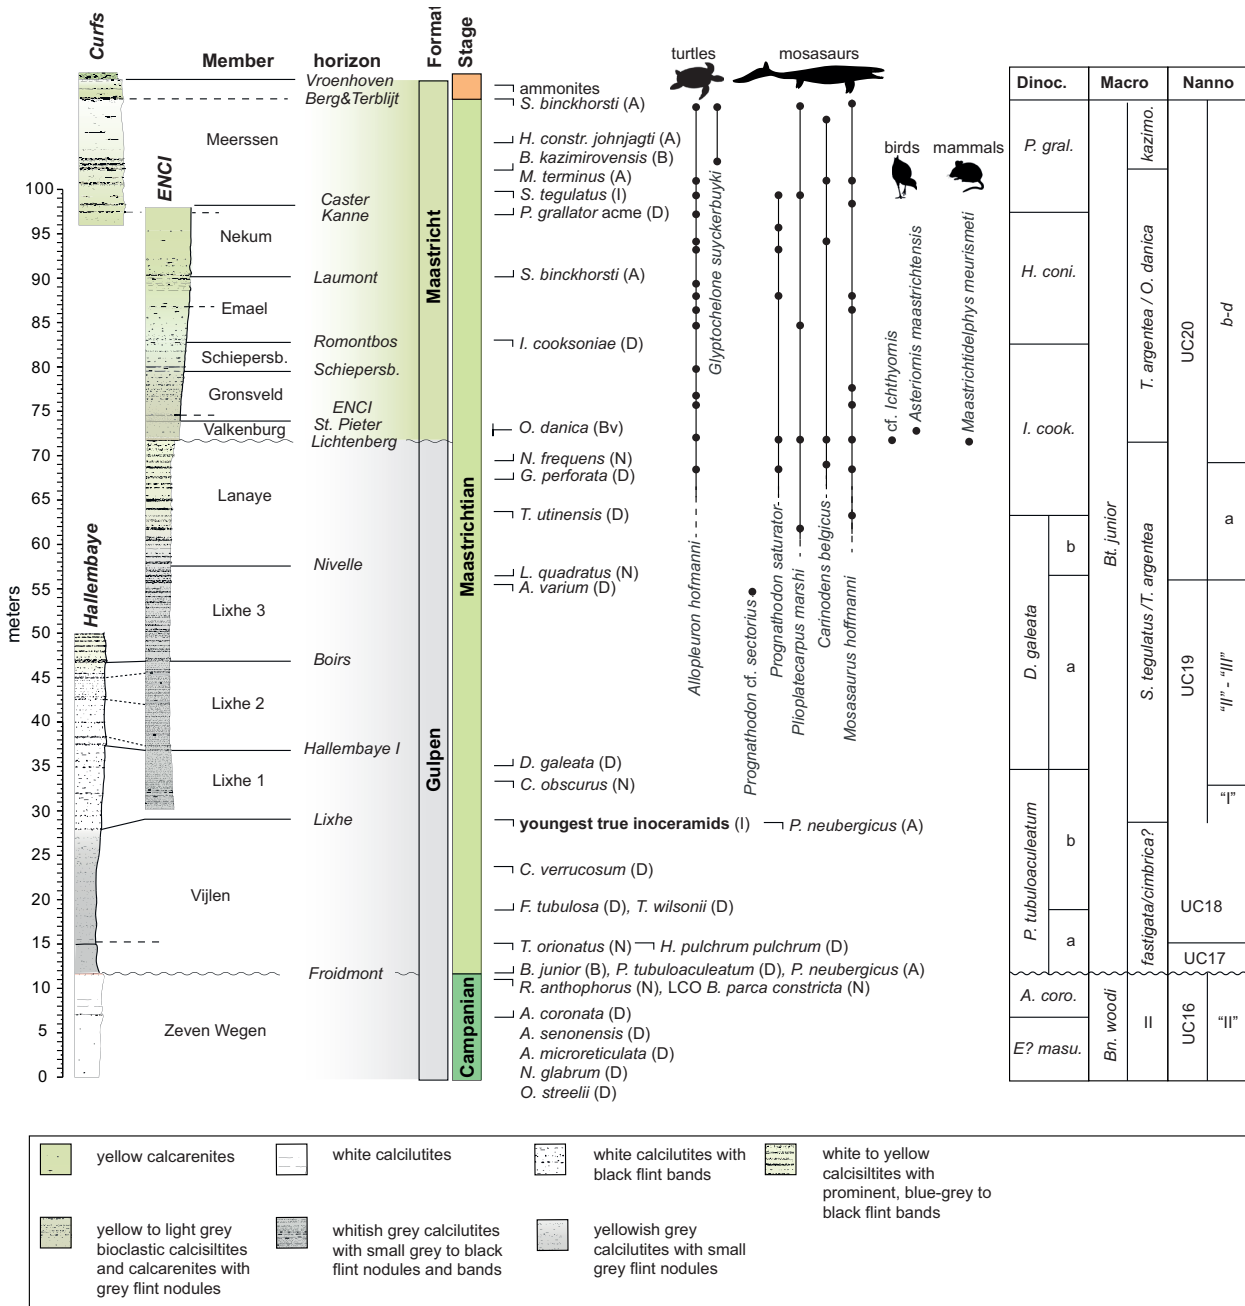 Curfs
ENCI
Hallembaye
meters
100
95
90
85
80
75
70
65
60
55
50
45
40
35
30
25
20
15
10
5
0
Member
Meerssen
Nekum
Emael
Schiepersb.
Gronsveld
Valkenburg
Lanaye
Lixhe 3
Lixhe 2
Lixhe 1
Vijlen
Zeven Wegen
horizon
Vroenhoven
Berg&Terblijt
Caster
Kanne
Laumont
Romontbos
Schiepersb.
ENCI
St. Pieter
Lichtenberg
Nivelle
Boirs
Hallembaye I
Lixhe
Froidmont
Format
Maastricht
Gulpen
Stage
Maastrichtian
Campanian
ammonites
S. binckhorsti (A)
H. constr. johnjagti (A)
B. kazimirovensis (B)
M. terminus (A)
S. tegulatus (I)
P. grallator acme (D)
S. binckhorsti (A)
I. cooksoniae (D)
O. danica (Bv)
N. frequens (N)
G. perforata (D)
T. utinensis (D)
L. quadratus (N)
A. varium (D)
D. galeata (D)
C. obscurus (N)
youngest true inoceramids (I)
P. neubergicus (A)
C. verrucosum (D)
F. tubulosa (D), T. wilsonii (D)
T. orionatus (N)
H. pulchrum pulchrum (D)
B. junior (B), P. tubuloaculeatum (D), P. neubergicus (A)
R. anthophorus (N), LCO B. parca constricta (N)
A. coronata (D)
A. senonensis (D)
A. microreticulata (D)
N. glabrum (D)
O. streelii (D)
turtles
mosasaurs
birds
mammals
Allopleuron hofmanni
Glyptochelone suyckerbuyki
Prognathodon cf. sectorius
Prognathodon saturator
Plioplatecarpus marshi
Carinodens belgicus
Mosasaurus hoffmanni
cf. Ichthyornis
Asteriornis maastrichtensis
Maastrichtidelphys meurismeti
Dinoc.
Macro
Nanno
P. gral.
H. coni.
I. cook.
b
D. galeata
a
P. tubuloaculeatum
b
a
A. coro.
E? masu.
Bt. junior
Bn. woodi
kazimo.
T. argentea / O. danica
S. tegulatus /T. argentea
fastigata/cimbrica?
II
UC20
b-d
a
UC19
"II" - "III"
"I"
UC18
UC17
UC16
"II"
yellow calcarenites
white calcilutites
white calcilutites with
black flint bands
white to yellow
calcisiltites with
prominent, blue-grey to
black flint bands
yellow to light grey
bioclastic calcisiltites
and calcarenites with
grey flint nodules
whitish grey calcilutites
with small grey to black
flint nodules and bands
yellowish grey
calcilutites with small
grey flint nodules